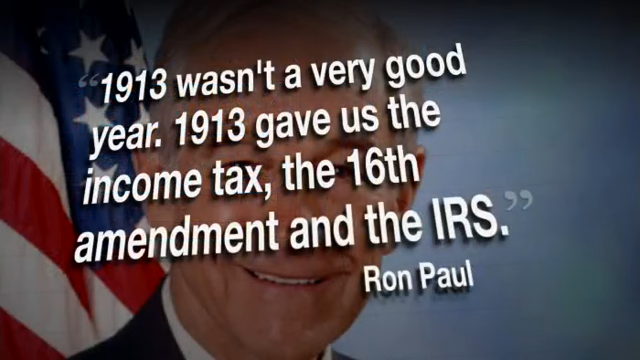 “1913 wasn't a very good
year. 1913 gave us the
income tax, the 16th
amendment and the IRS.”
Ron Paul